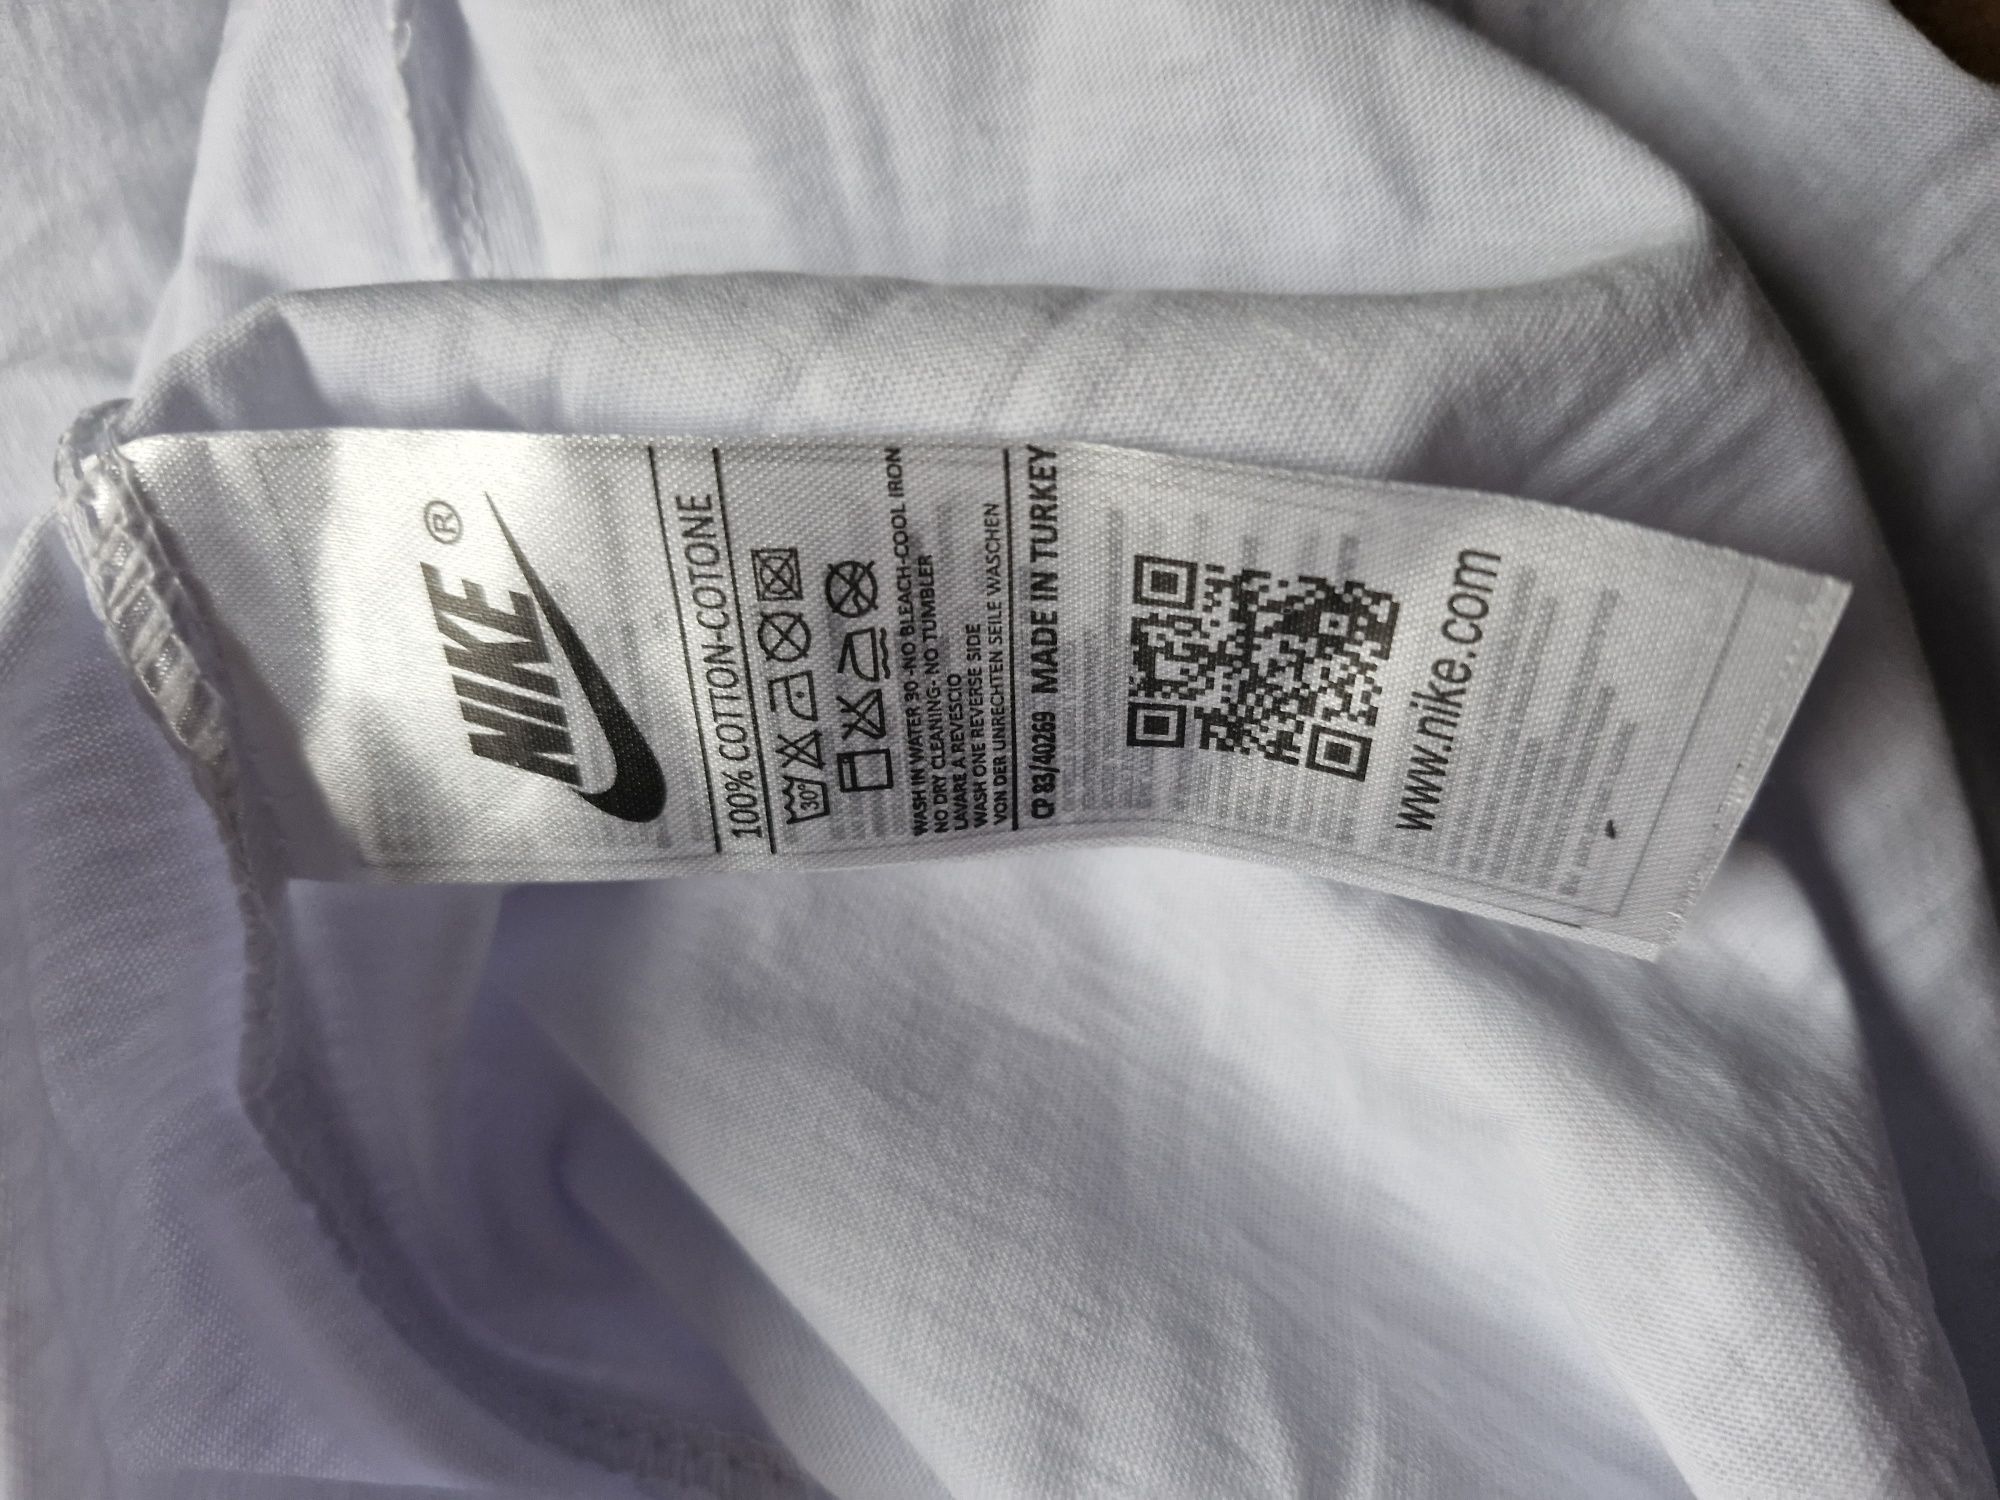 NIKE ®
100% COTTON-COTONE
30°
WASH IN WATER 30 -NO BLEACH-COOL IRON
NO DRY CLEANING- NO TUMBLER
LAVARE A REVESCIO
WASH ONE REVERSE SIDE
VON DER UNRECHTEN SEILE WASCHEN
CP 83/40269 MADE IN TURKEY
www.nike.com